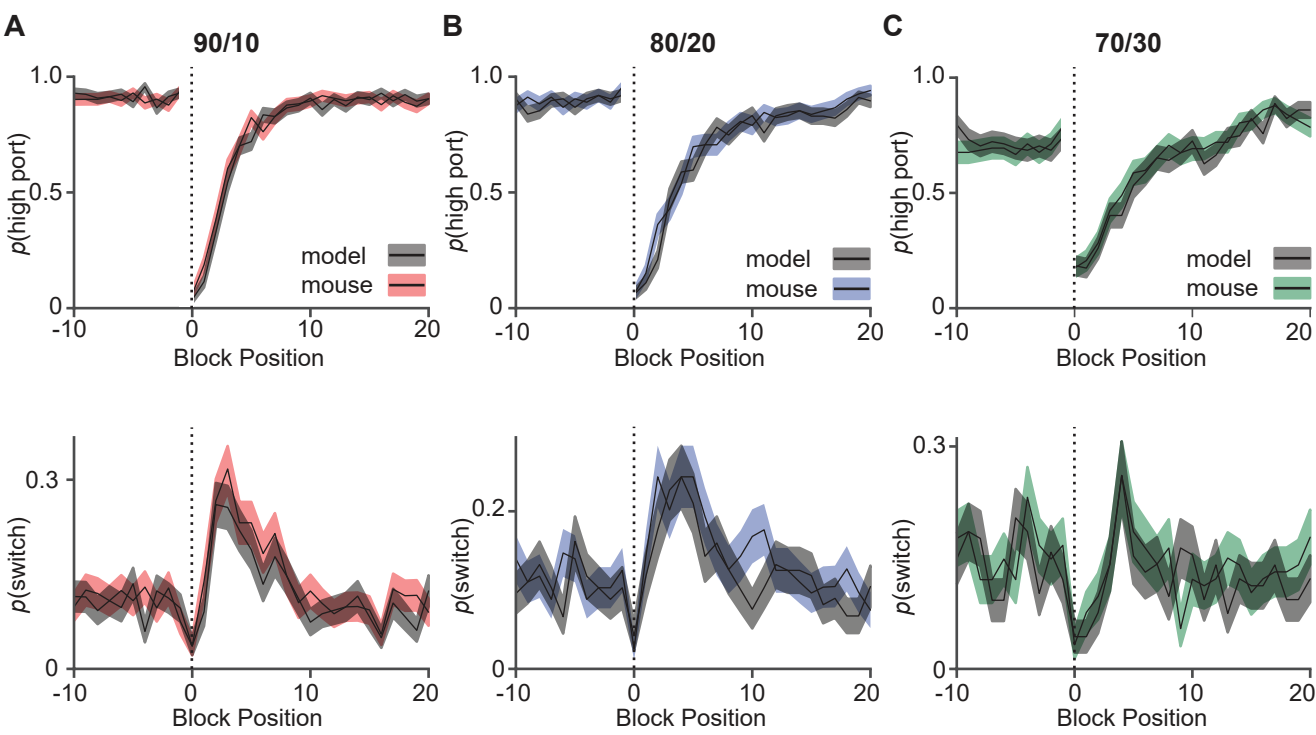 A
90/10
1.0
0.5
0
p(high port)
model
mouse
-10
0
10
20
Block Position
B
80/20
1.0
0.5
0
p(high port)
model
mouse
-10
0
10
20
Block Position
C
70/30
1.0
0.5
0
p(high port)
model
mouse
-10
0
10
20
Block Position
0.3
0
p(switch)
-10
0
10
20
Block Position
0.2
0
p(switch)
-10
0
10
20
Block Position
0.3
0
p(switch)
-10
0
10
20
Block Position